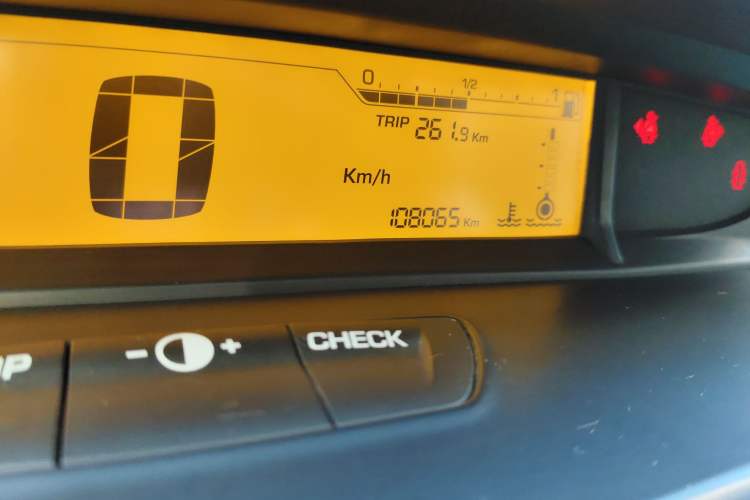 0 1/2 1
TRIP 261.9 Km
0
Km/h
108065 Km
- +
CHECK